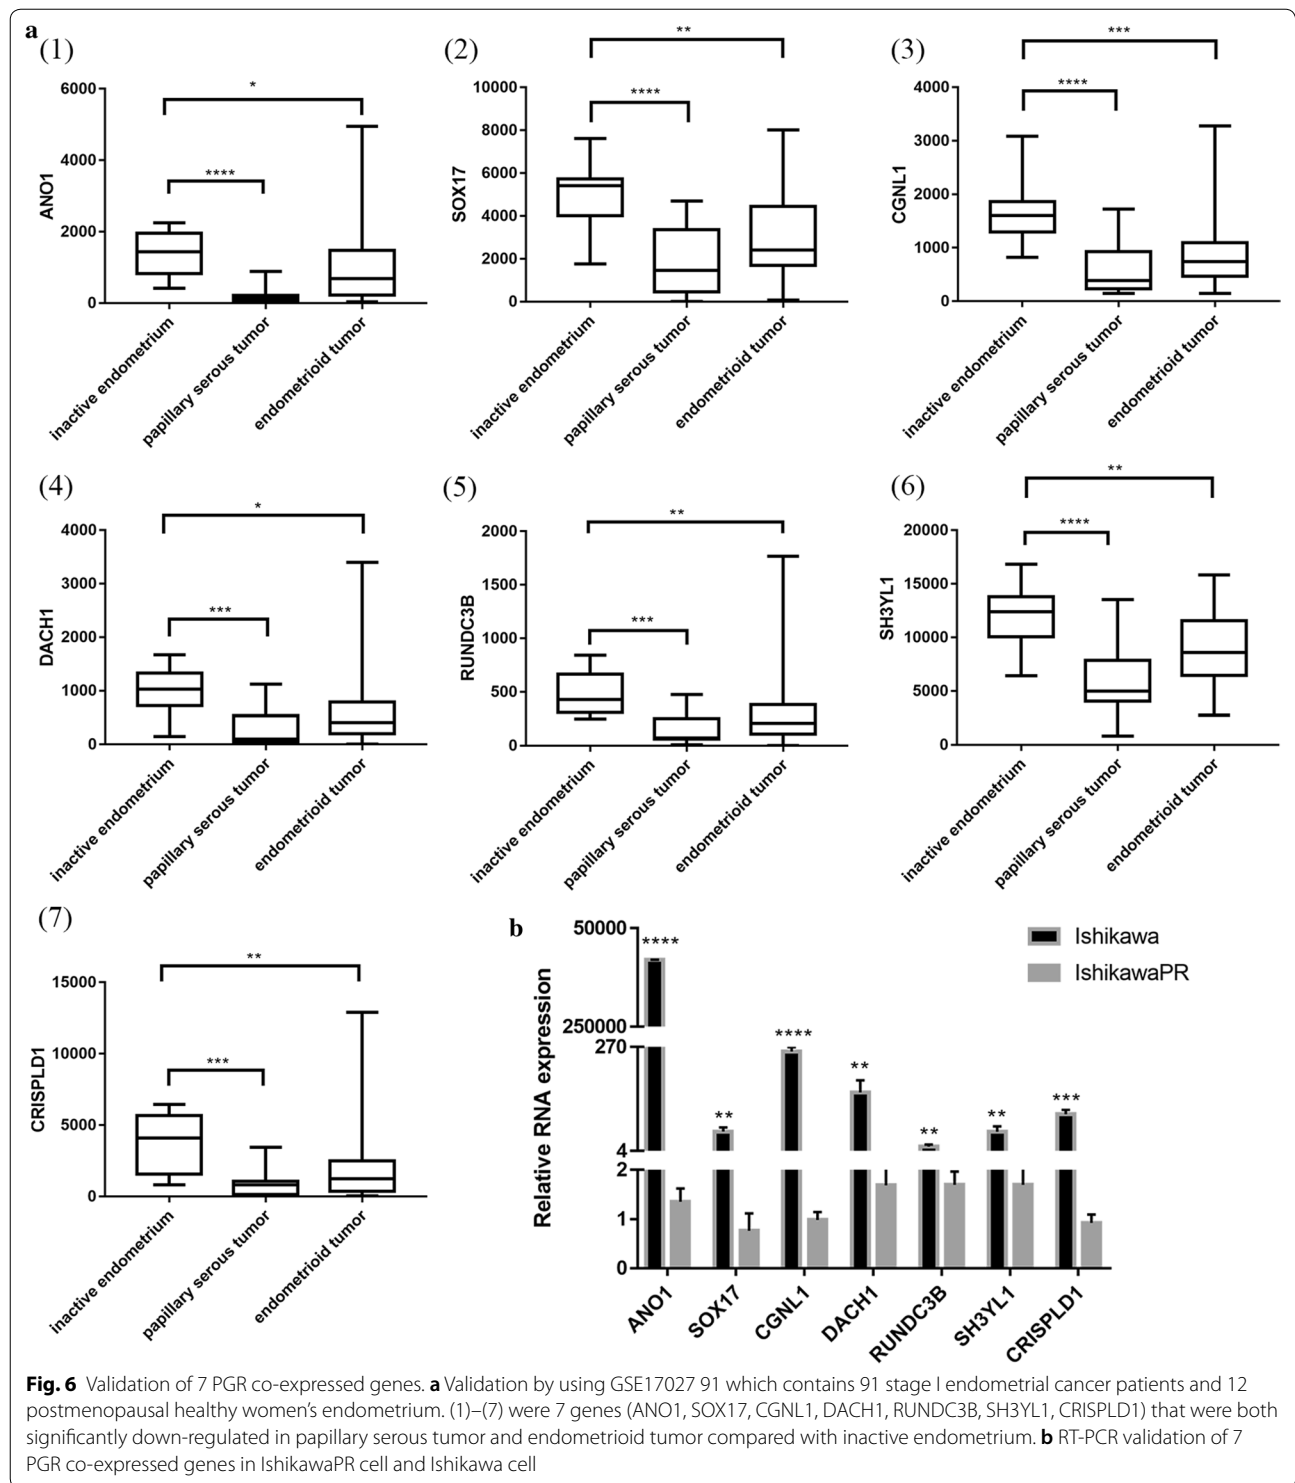 a
(1)
*
****
6000
4000
2000
0
ANO1
inactive endometrium
papillary serous tumor
endometrioid tumor
(2)
**
****
10000
8000
6000
4000
2000
0
SOX17
inactive endometrium
papillary serous tumor
endometrioid tumor
(3)
***
****
4000
3000
2000
1000
0
CGNL1
inactive endometrium
papillary serous tumor
endometrioid tumor
(4)
*
***
4000
3000
2000
1000
0
DACH1
inactive endometrium
papillary serous tumor
endometrioid tumor
(5)
**
***
2000
1500
1000
500
0
RUNDC3B
inactive endometrium
papillary serous tumor
endometrioid tumor
(6)
**
****
20000
15000
10000
5000
0
SH3YL1
inactive endometrium
papillary serous tumor
endometrioid tumor
(7)
**
***
15000
10000
5000
0
CRISPLD1
inactive endometrium
papillary serous tumor
endometrioid tumor
b
50000
250000
270
4
2
1
0
Relative RNA expression
****
**
****
**
**
**
***
Ishikawa
IshikawaPR
ANO1
SOX17
CGNL1
DACH1
RUNDC3B
SH3YL1
CRISPLD1
Fig. 6 Validation of 7 PGR co-expressed genes. a Validation by using GSE17027 91 which contains 91 stage I endometrial cancer patients and 12
postmenopausal healthy women's endometrium. (1)–(7) were 7 genes (ANO1, SOX17, CGNL1, DACH1, RUNDC3B, SH3YL1, CRISPLD1) that were both
significantly down-regulated in papillary serous tumor and endometrioid tumor compared with inactive endometrium. b RT-PCR validation of 7
PGR co-expressed genes in IshikawaPR cell and Ishikawa cell